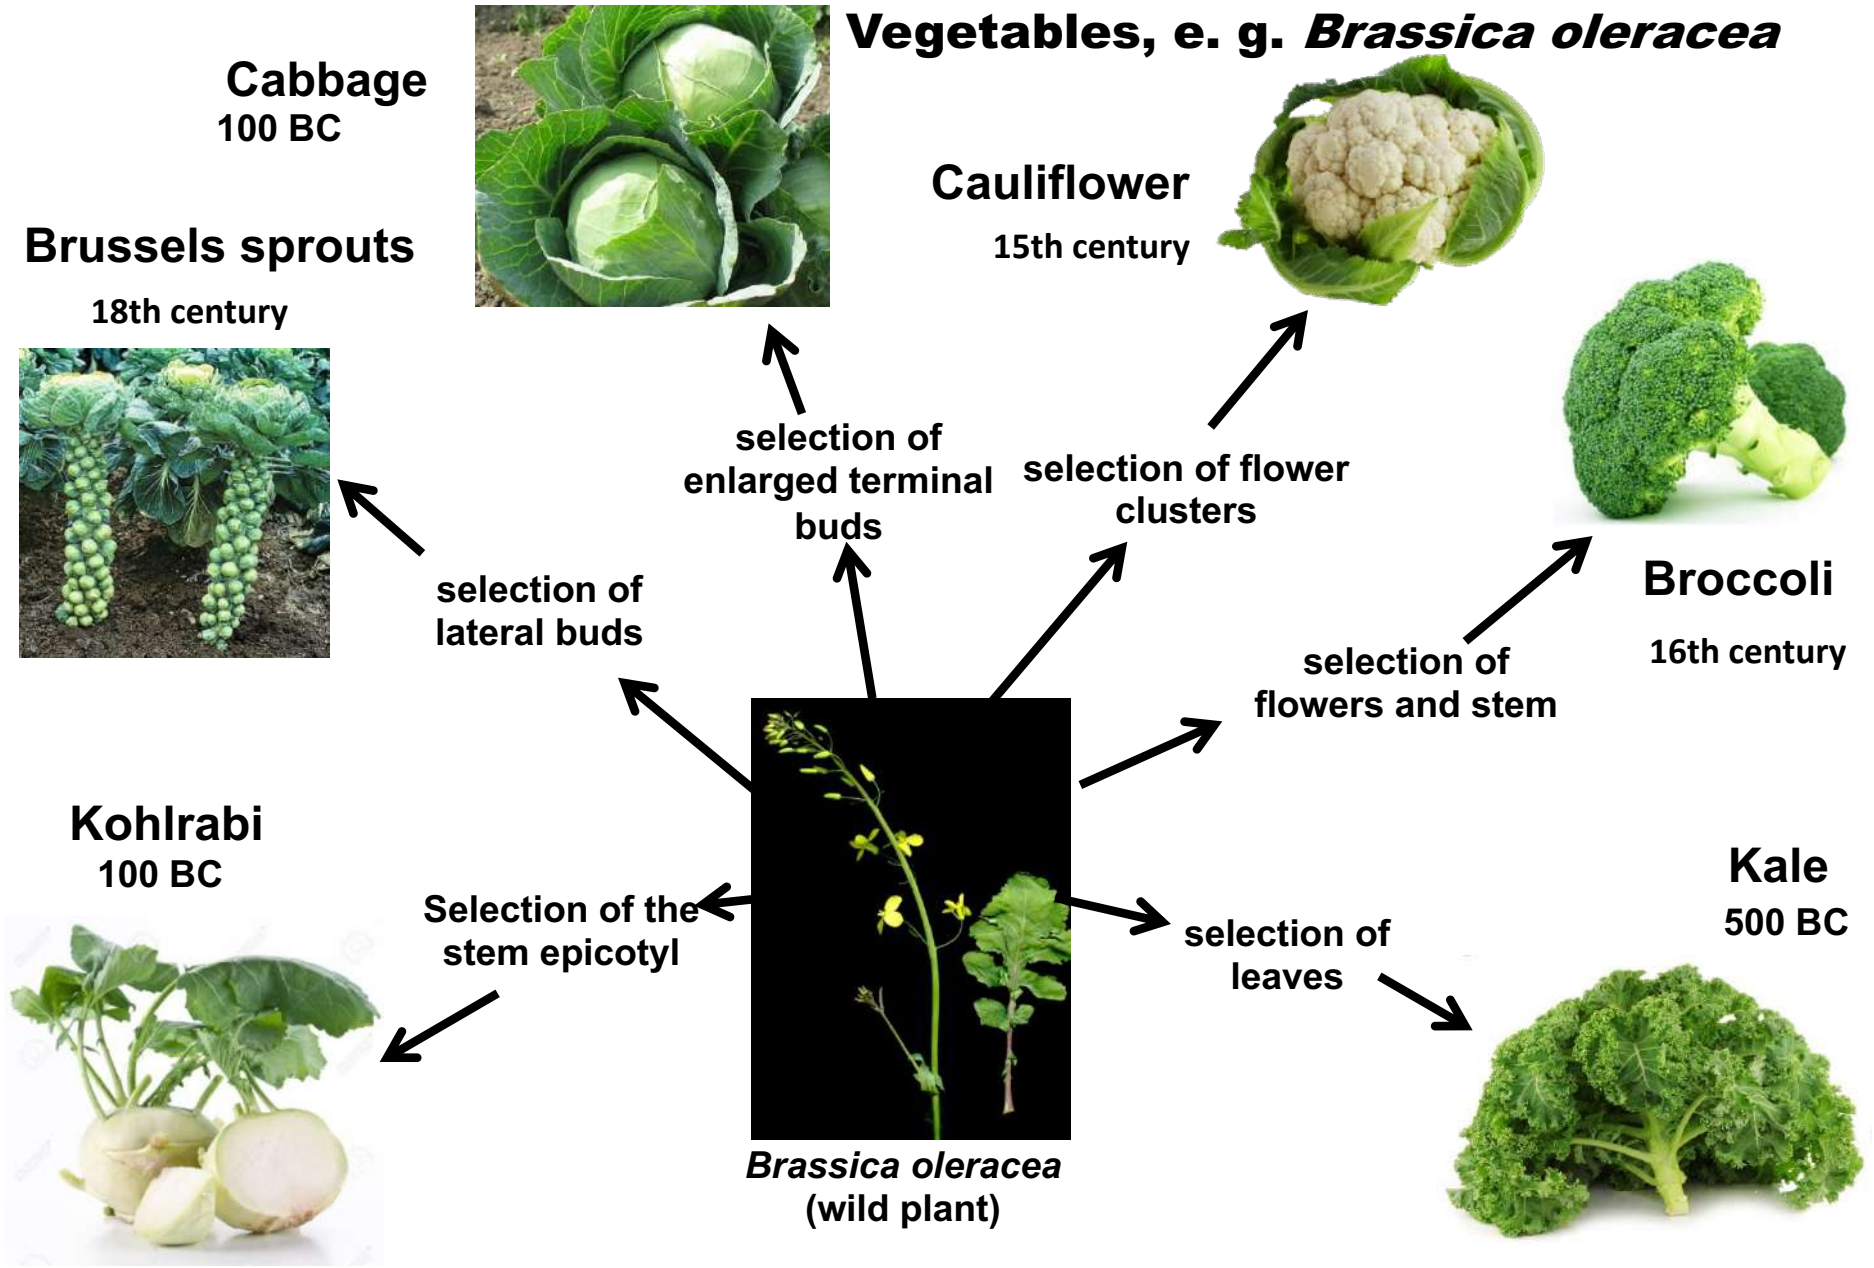 Vegetables, e. g. Brassica oleracea
Cabbage
100 BC
Cauliflower
15th century
Brussels sprouts
18th century
selection of
enlarged terminal
buds
selection of flower
clusters
Broccoli
16th century
selection of
lateral buds
selection of
flowers and stem
Kohlrabi
100 BC
Selection of the
stem epicotyl
Kale
500 BC
selection of
leaves
Brassica oleracea
(wild plant)